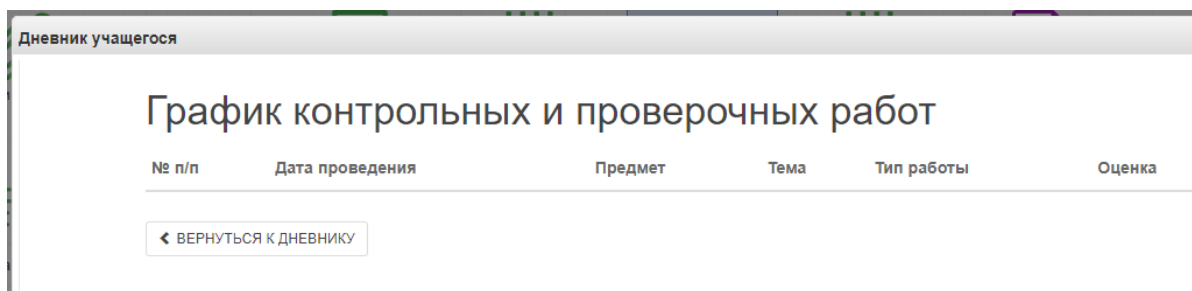 Дневник учащегося
График контрольных и проверочных работ
№ п/п Дата проведения Предмет Тема Тип работы Оценка
ВЕРНУТЬСЯ К ДНЕВНИКУ